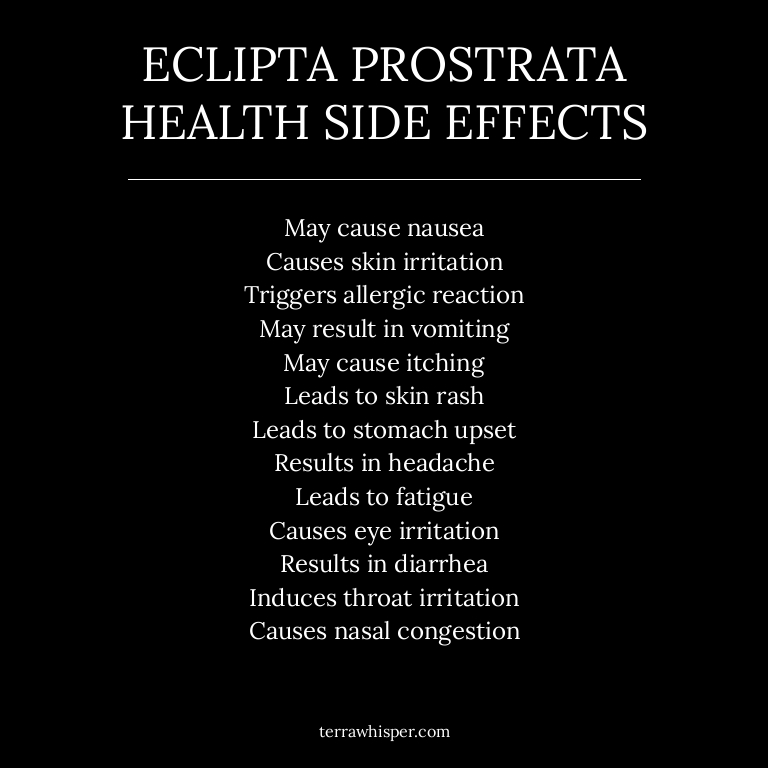 ECLIPTA PROSTRATA
HEALTH SIDE EFFECTS
May cause nausea
Causes skin irritation
Triggers allergic reaction
May result in vomiting
May cause itching
Leads to skin rash
Leads to stomach upset
Results in headache
Leads to fatigue
Causes eye irritation
Results in diarrhea
Induces throat irritation
Causes nasal congestion
terrawhisper.com